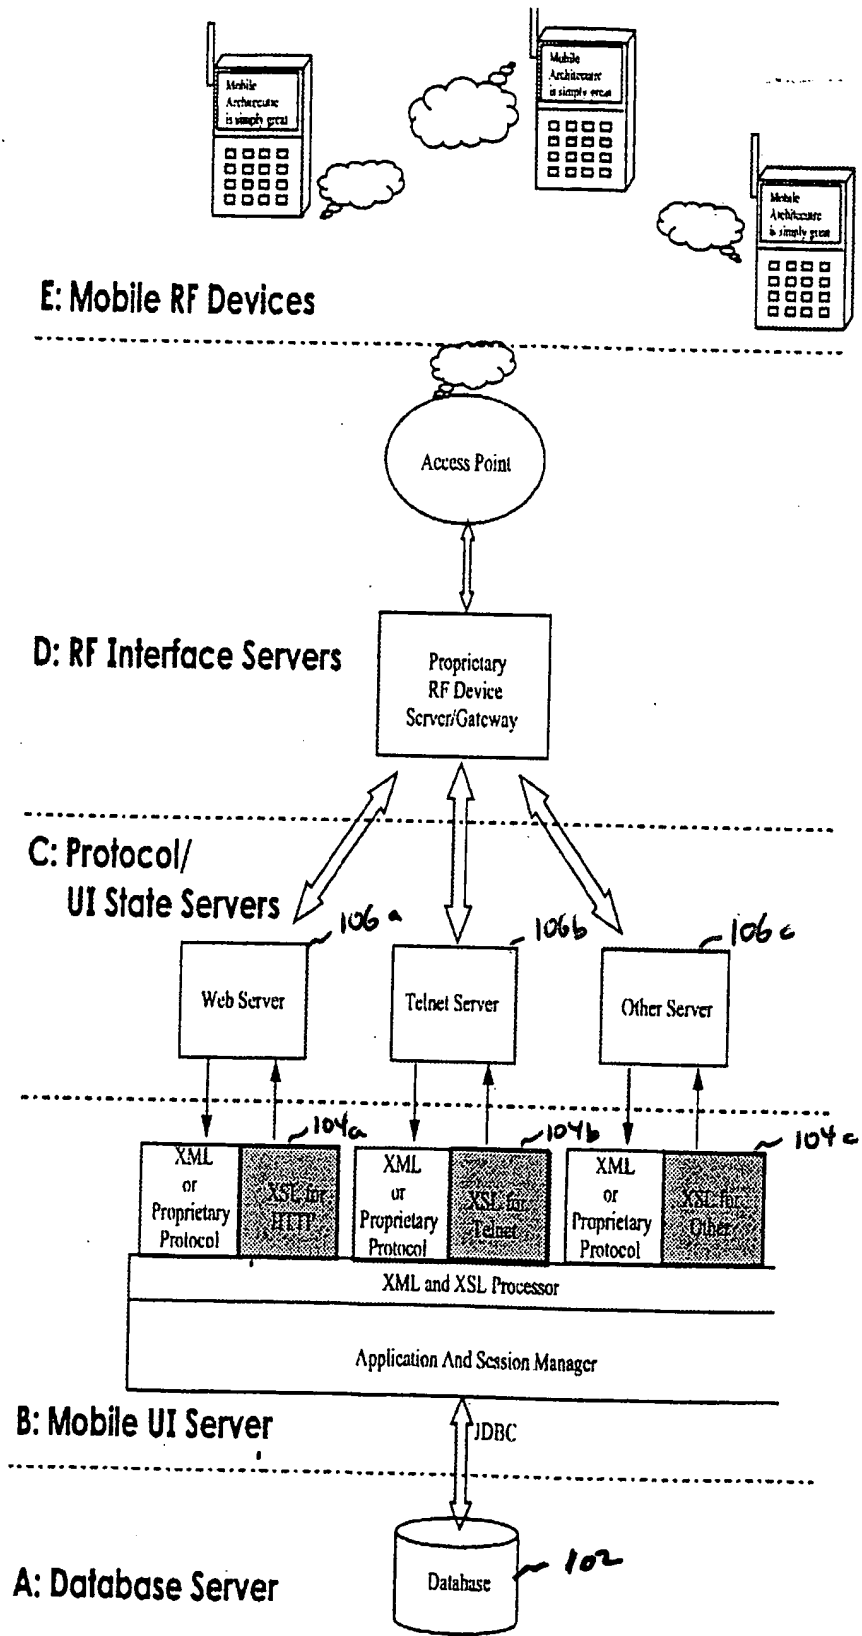 Mobile
Architecture
is simply great
Mobile
Architecture
is simply great
Mobile
Architecture
is simply great
E: Mobile RF Devices
Access Point
D: RF Interface Servers
Proprietary
RF Device
Server/Gateway
C: Protocol/
UI State Servers
106a
106b
106c
Web Server
Telnet Server
Other Server
104a
104b
104c
XML
or
Proprietary
Protocol
XSL for
HTTP
XML
or
Proprietary
Protocol
XSL for
Telnet
XML
or
Proprietary
Protocol
XSL for
Other
XML and XSL Processor
Application And Session Manager
B: Mobile UI Server
JDBC
A: Database Server
Database
102